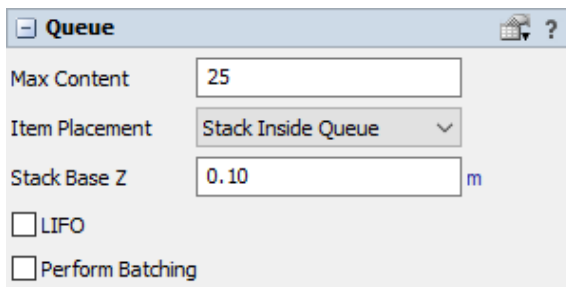 Queue ?
Max Content 25
Item Placement Stack Inside Queue
Stack Base Z 0.10 m
LIFO
Perform Batching